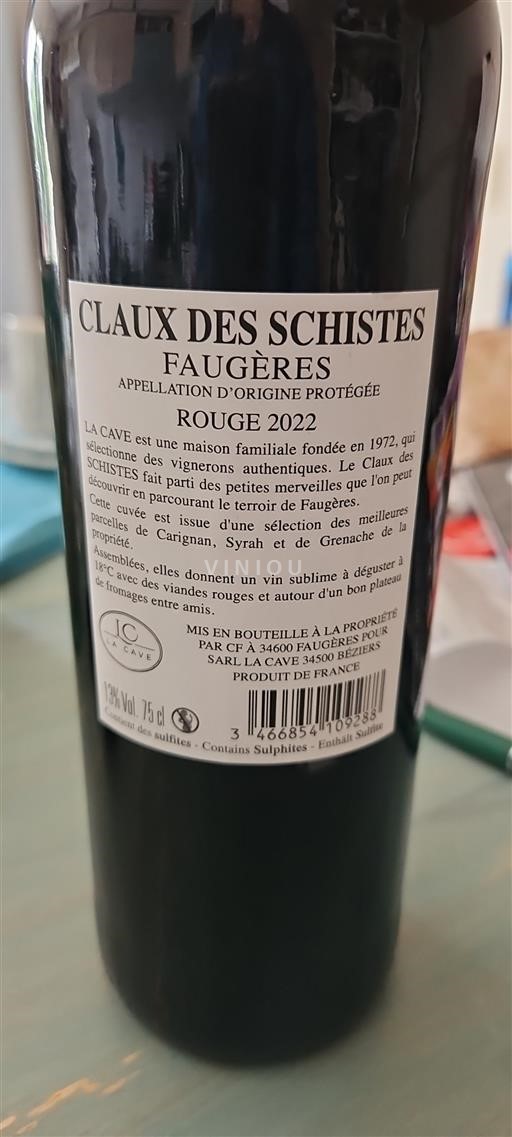 CLAUX DES SCHISTES
FAUGÈRES
APPELLATION D'ORIGINE PROTÉGÉE
ROUGE 2022
LA CAVE est une maison familiale fondée en 1972, qui
sélectionne des vignerons authentiques. Le Claux des
SCHISTES fait parti des petites merveilles que l'on peut
découvrir en parcourant le terroir de Faugères.
Cette cuvée est issue d'une sélection des meilleures
parcelles de Carignan, Syrah et de Grenache de la
propriété.
Assemblées, elles donnent un vin sublime à déguster à
18°C avec des viandes rouges et autour d'un bon plateau
de fromages entre amis.
VINIOU
MIS EN BOUTEILLE À LA PROPRIÉTÉ
PAR CF À 34600 FAUGÈRES POUR
SARL LA CAVE 34500 BÉZIERS
PRODUIT DE FRANCE
JC
LA CAVE
13% Vol. 75 cl
3 466854 109288
Contient des sulfites - Contains Sulphites - Enthält Sulfite